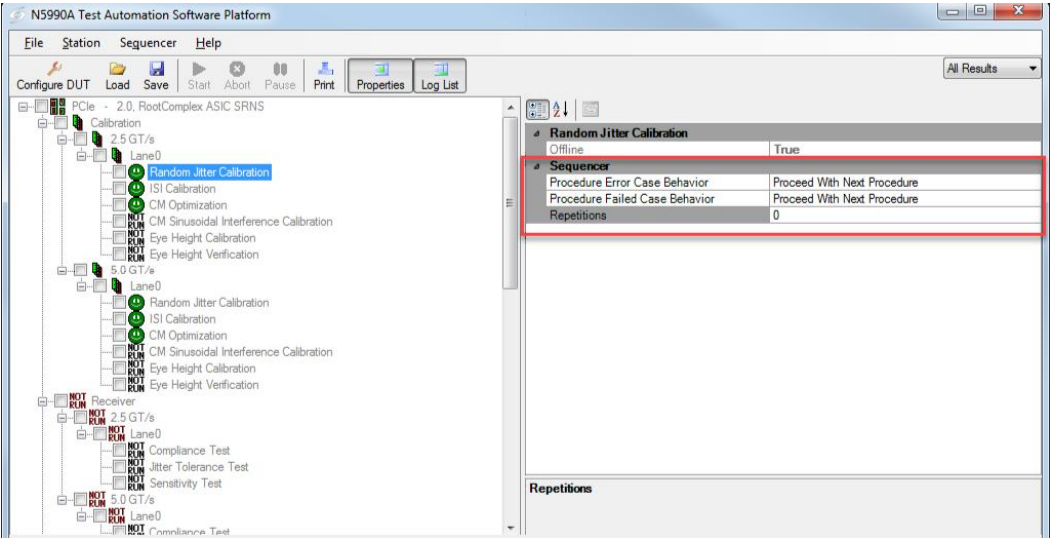 N5990A Test Automation Software Platform
File Station Sequencer Help
Configure DUT Load Save Start Abort Pause Print Properties Log List
All Results
PCIe - 2.0, RootComplex ASIC SRNS
Calibration
2.5 GT/s
Lane0
Random Jitter Calibration
ISI Calibration
CM Optimization
NOT RUN CM Sinusoidal Interference Calibration
NOT RUN Eye Height Calibration
NOT RUN Eye Height Verification
5.0 GT/s
Lane0
Random Jitter Calibration
ISI Calibration
CM Optimization
NOT RUN CM Sinusoidal Interference Calibration
NOT RUN Eye Height Calibration
NOT RUN Eye Height Verification
NOT RUN Receiver
NOT RUN 2.5 GT/s
NOT RUN Lane0
NOT RUN Compliance Test
NOT RUN Jitter Tolerance Test
NOT RUN Sensitivity Test
NOT RUN 5.0 GT/s
NOT RUN Lane0
NOT Compliance Test
Random Jitter Calibration
Offline True
Sequencer
Procedure Error Case Behavior Proceed With Next Procedure
Procedure Failed Case Behavior Proceed With Next Procedure
Repetitions 0
Repetitions